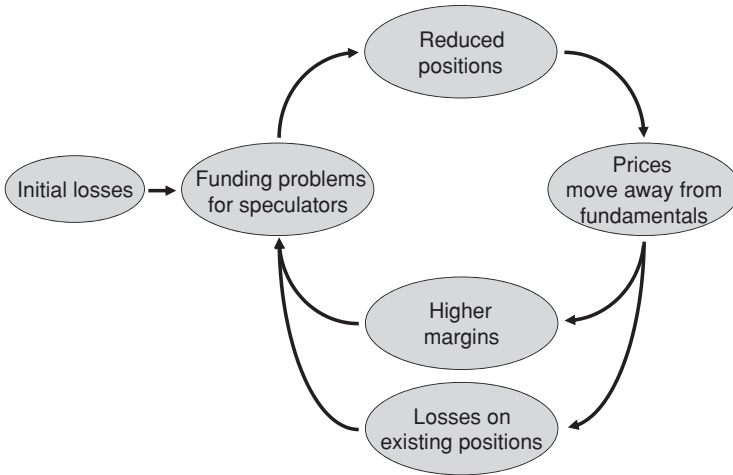 Reduced
positions
Initial losses
Funding problems
for speculators
Prices
move away from
fundamentals
Higher
margins
Losses on
existing positions